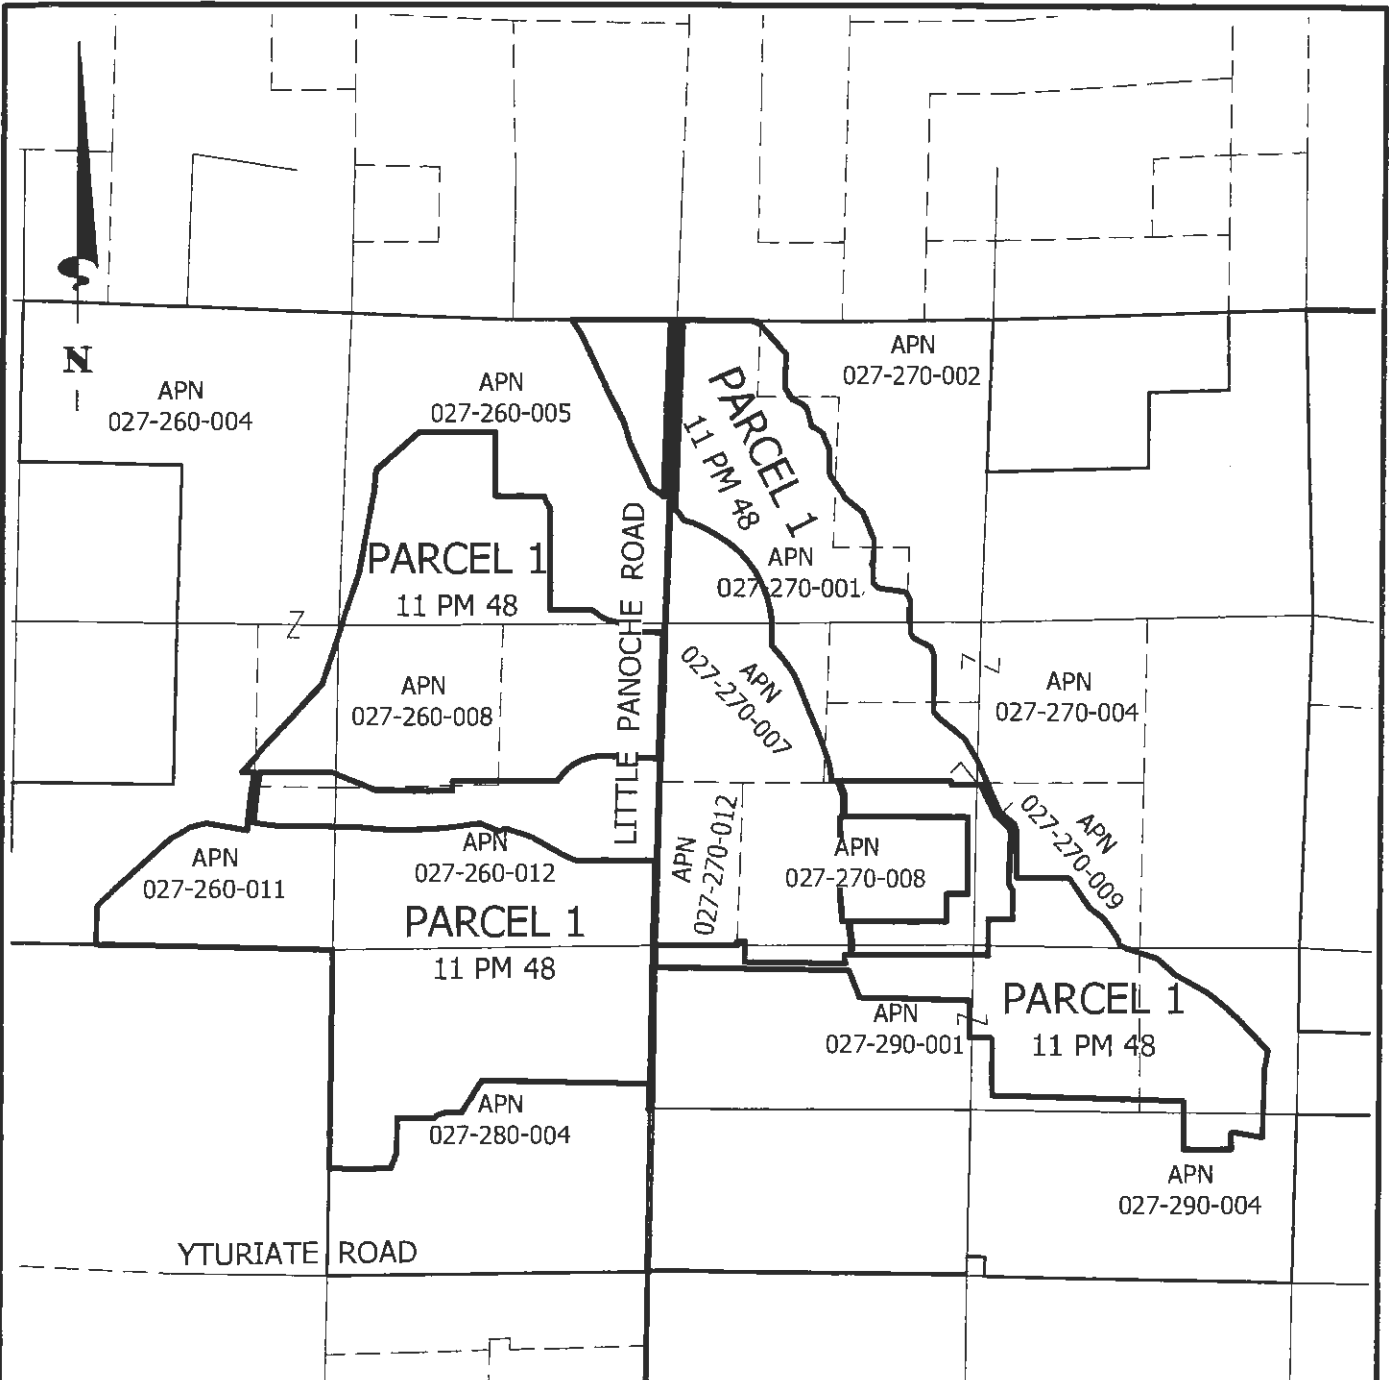 N
APN
027-260-004
APN
027-260-005
APN
027-270-002
PARCEL 1
11 PM 48
PARCEL 1
11 PM 48
LITTLE PANOCHE ROAD
APN
027-270-001
Z
APN
027-260-008
APN
027-270-007
Z
APN
027-270-004
Z
APN
027-260-011
APN
027-260-012
APN
027-270-012
APN
027-270-008
APN
027-270-009
PARCEL 1
11 PM 48
PARCEL 1
11 PM 48
APN
027-290-001
Z
APN
027-280-004
APN
027-290-004
YTURIATE ROAD